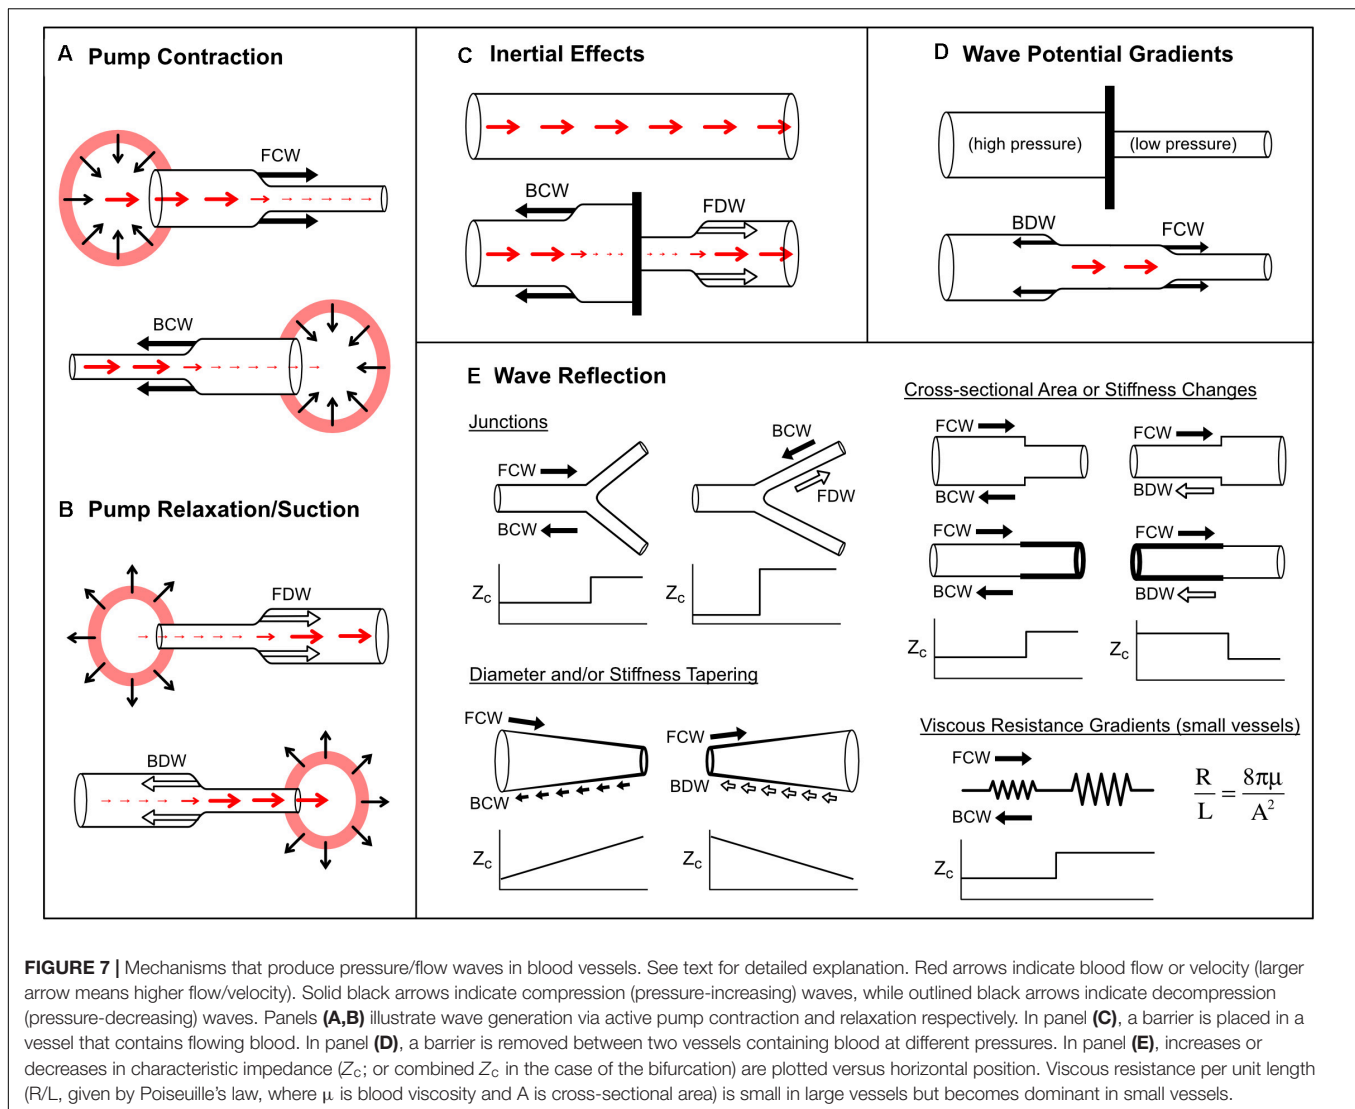 A Pump Contraction
FCW
BCW
B Pump Relaxation/Suction
FDW
BDW
C Inertial Effects
BCW
FDW
D Wave Potential Gradients
(high pressure)
(low pressure)
BDW
FCW
E Wave Reflection
Junctions
FCW
BCW
BCW
FDW
Zc
Zc
Diameter and/or Stiffness Tapering
FCW
BCW
FCW
BDW
Zc
Zc
Cross-sectional Area or Stiffness Changes
FCW
BCW
FCW
BDW
FCW
BCW
FCW
BDW
Zc
Zc
Viscous Resistance Gradients (small vessels)
FCW
BCW
R/L = 8πμ/A²
Zc
FIGURE 7 | Mechanisms that produce pressure/flow waves in blood vessels. See text for detailed explanation. Red arrows indicate blood flow or velocity (larger
arrow means higher flow/velocity). Solid black arrows indicate compression (pressure-increasing) waves, while outlined black arrows indicate decompression
(pressure-decreasing) waves. Panels (A,B) illustrate wave generation via active pump contraction and relaxation respectively. In panel (C), a barrier is placed in a
vessel that contains flowing blood. In panel (D), a barrier is removed between two vessels containing blood at different pressures. In panel (E), increases or
decreases in characteristic impedance (Zc; or combined Zc in the case of the bifurcation) are plotted versus horizontal position. Viscous resistance per unit length
(R/L, given by Poiseuille's law, where μ is blood viscosity and A is cross-sectional area) is small in large vessels but becomes dominant in small vessels.